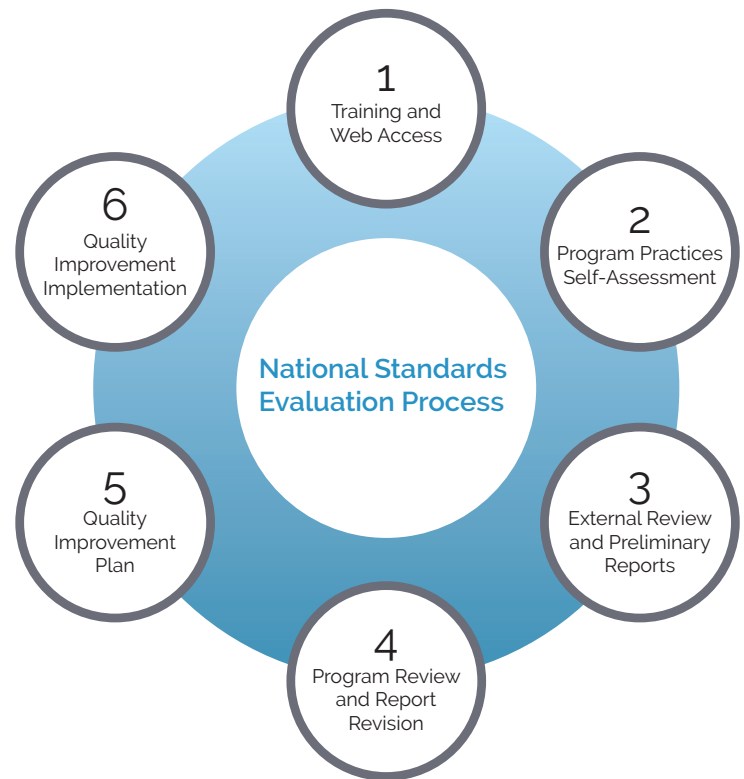 1
Training and
Web Access
2
Program Practices
Self-Assessment
3
External Review
and Preliminary
Reports
4
Program Review
and Report
Revision
5
Quality
Improvement
Plan
6
Quality
Improvement
Implementation
National Standards
Evaluation Process